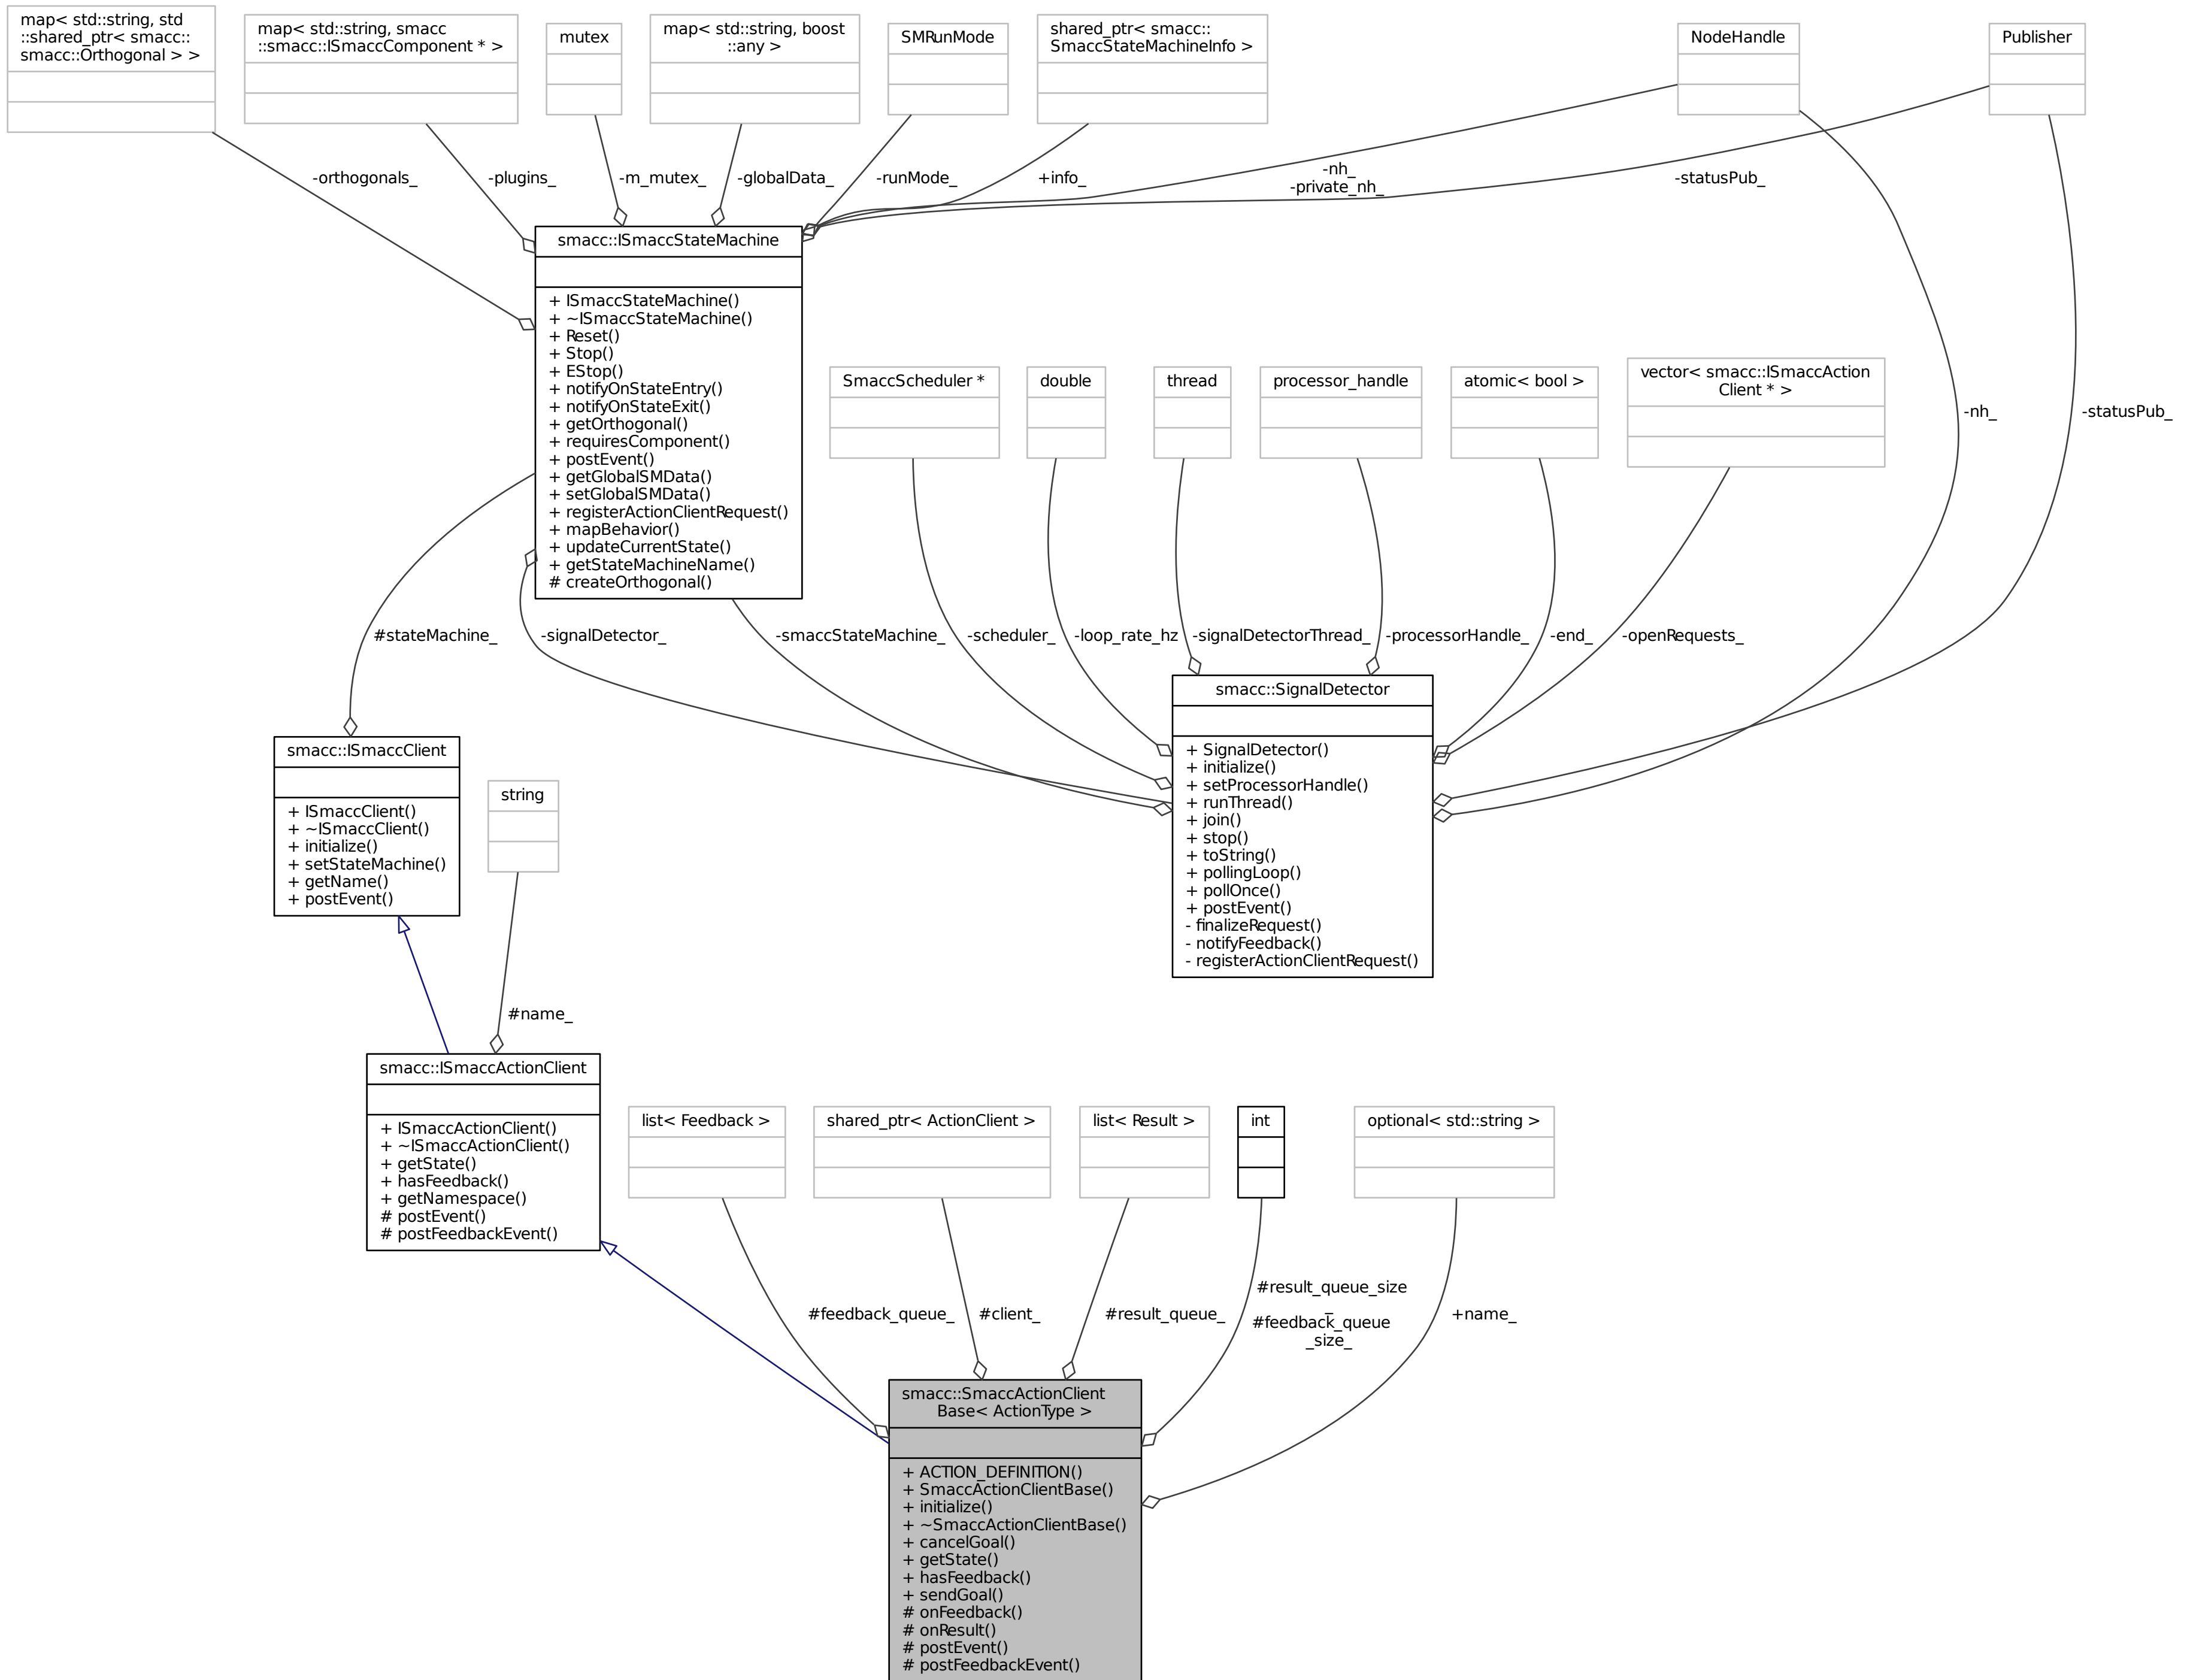 map< std::string, std
::shared_ptr< smacc::
smacc::Orthogonal > >
map< std::string, smacc
::smacc::ISmaccComponent * >
mutex
map< std::string, boost
::any >
SMRunMode
shared_ptr< smacc::
SmaccStateMachineInfo >
NodeHandle
Publisher
-orthogonals_
-plugins_
-m_mutex_
-globalData_
-runMode_
+info_
-nh_
-private_nh_
-statusPub_
smacc::ISmaccStateMachine
+ ISmaccStateMachine()
+ ~ISmaccStateMachine()
+ Reset()
+ Stop()
+ EStop()
+ notifyOnStateEntry()
+ notifyOnStateExit()
+ getOrthogonal()
+ requiresComponent()
+ postEvent()
+ getGlobalSMData()
+ setGlobalSMData()
+ registerActionClientRequest()
+ mapBehavior()
+ updateCurrentState()
+ getStateMachineName()
# createOrthogonal()
SmaccScheduler *
double
thread
processor_handle
atomic< bool >
vector< smacc::ISmaccAction
Client * >
-nh_
-statusPub_
#stateMachine_
-signalDetector_
-smaccStateMachine_
-scheduler_
-loop_rate_hz
-signalDetectorThread_
-processorHandle_
-end_
-openRequests_
smacc::SignalDetector
+ SignalDetector()
+ initialize()
+ setProcessorHandle()
+ runThread()
+ join()
+ stop()
+ toString()
+ pollingLoop()
+ pollOnce()
+ postEvent()
- finalizeRequest()
- notifyFeedback()
- registerActionClientRequest()
smacc::ISmaccClient
+ ISmaccClient()
+ ~ISmaccClient()
+ initialize()
+ setStateMachine()
+ getName()
+ postEvent()
string
#name_
smacc::ISmaccActionClient
+ ISmaccActionClient()
+ ~ISmaccActionClient()
+ getState()
+ hasFeedback()
+ getNamespace()
# postEvent()
# postFeedbackEvent()
list< Feedback >
shared_ptr< ActionClient >
list< Result >
int
optional< std::string >
#feedback_queue_
#client_
#result_queue_
#result_queue_size
_
#feedback_queue
_size_
+name_
smacc::SmaccActionClient
Base< ActionType >
+ ACTION_DEFINITION()
+ SmaccActionClientBase()
+ initialize()
+ ~SmaccActionClientBase()
+ cancelGoal()
+ getState()
+ hasFeedback()
+ sendGoal()
# onFeedback()
# onResult()
# postEvent()
# postFeedbackEvent()